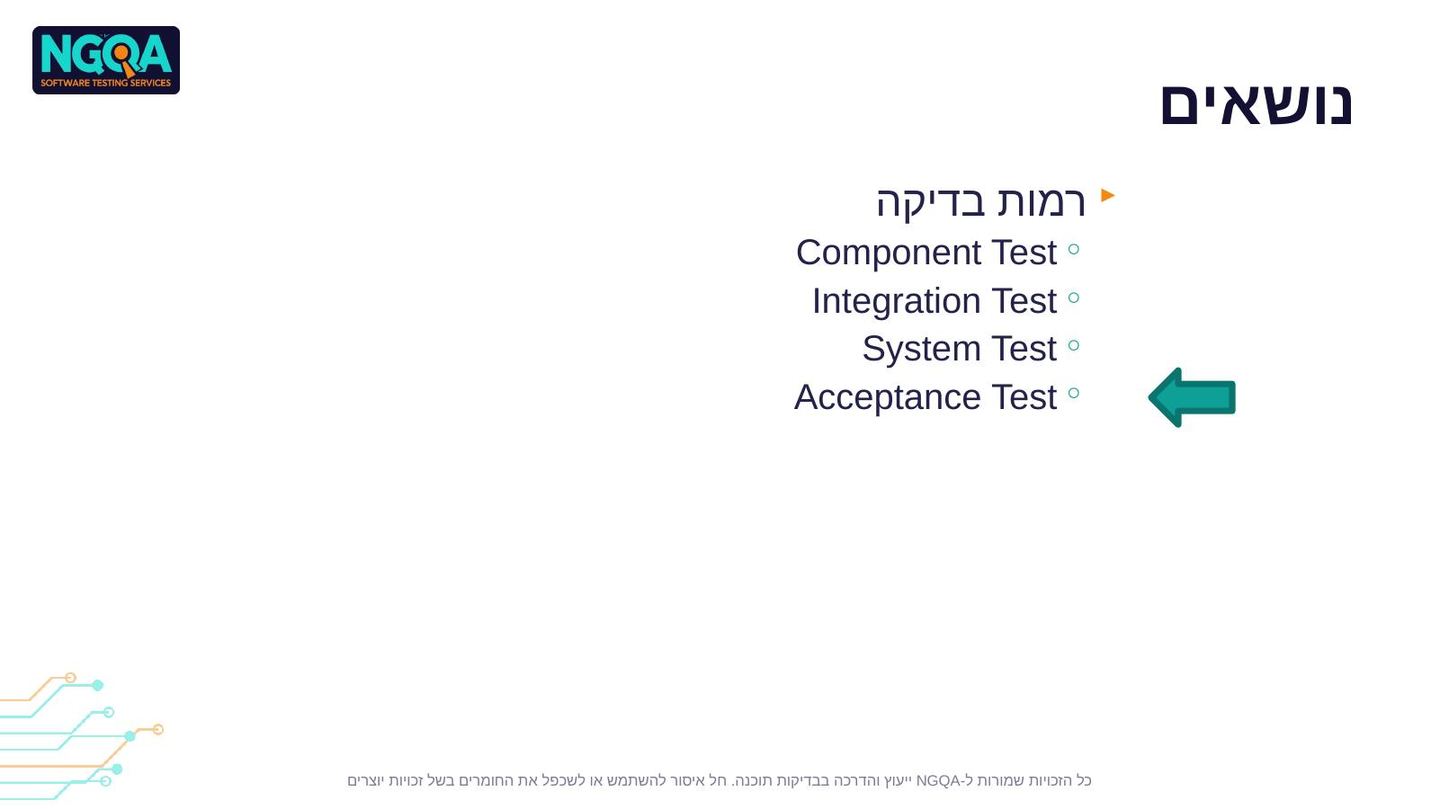 NGQA
SOFTWARE TESTING SERVICES
נושאים
רמות בדיקה
Component Test
Integration Test
System Test
Acceptance Test
כל הזכויות שמורות ל-NGQA ייעוץ והדרכה בבדיקות תוכנה. חל איסור להשתמש או לשכפל את החומרים בשל זכויות יוצרים